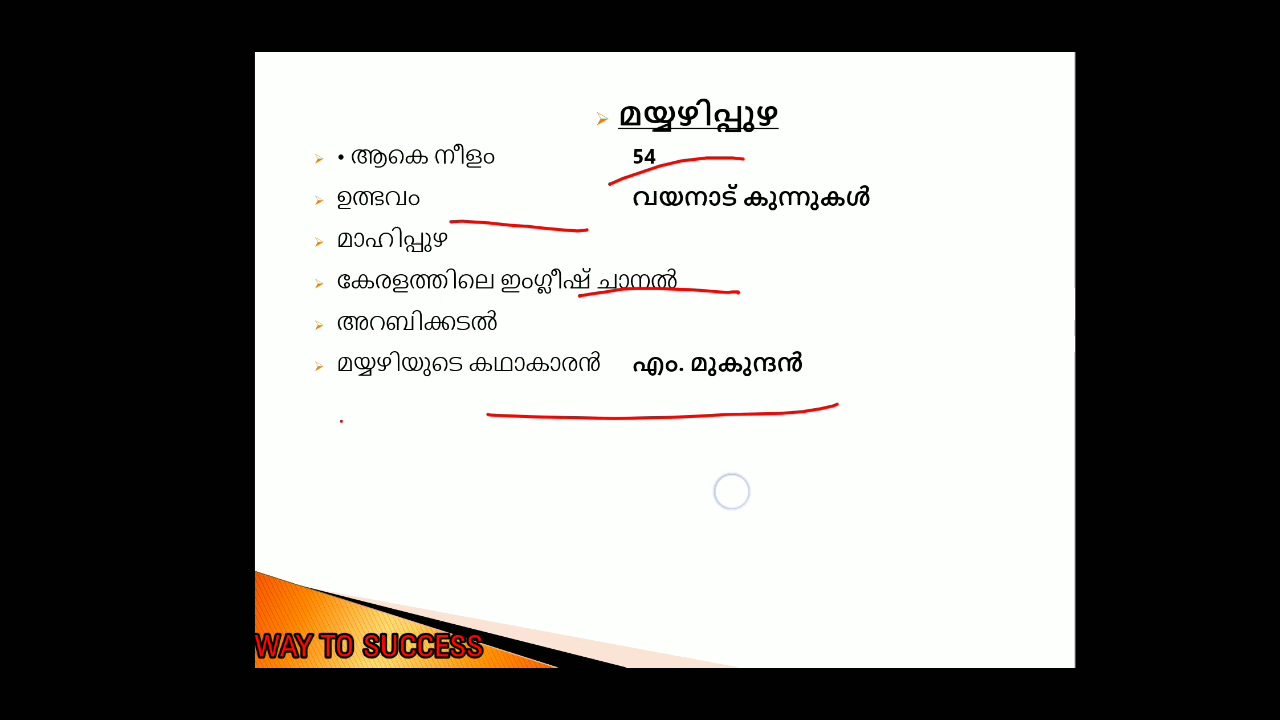 മയ്യഴിപ്പുഴ
• ആകെ നീളം 54
ഉത്ഭവം വയനാട് കുന്നുകൾ
മാഹിപ്പുഴ
കേരളത്തിലെ ഇംഗ്ലീഷ് ചാനൽ
അറബിക്കടൽ
മയ്യഴിയുടെ കഥാകാരൻ എം. മുകുന്ദൻ
WAY TO SUCCESS